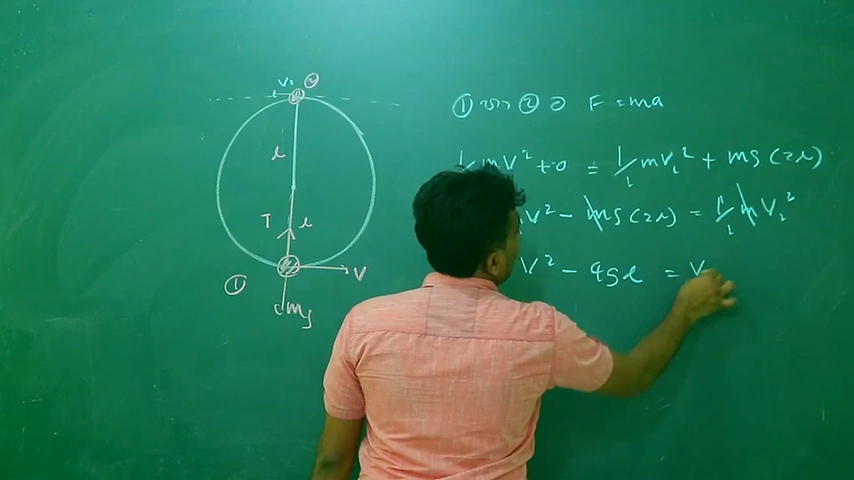 V₁ ②
l
T l
① V
mg
① ② F = ma
½ mV² + 0 = ½ mV₁² + mg(2l)
V² - mg(2l) = ½ mV₁²
V² - 4gl = V